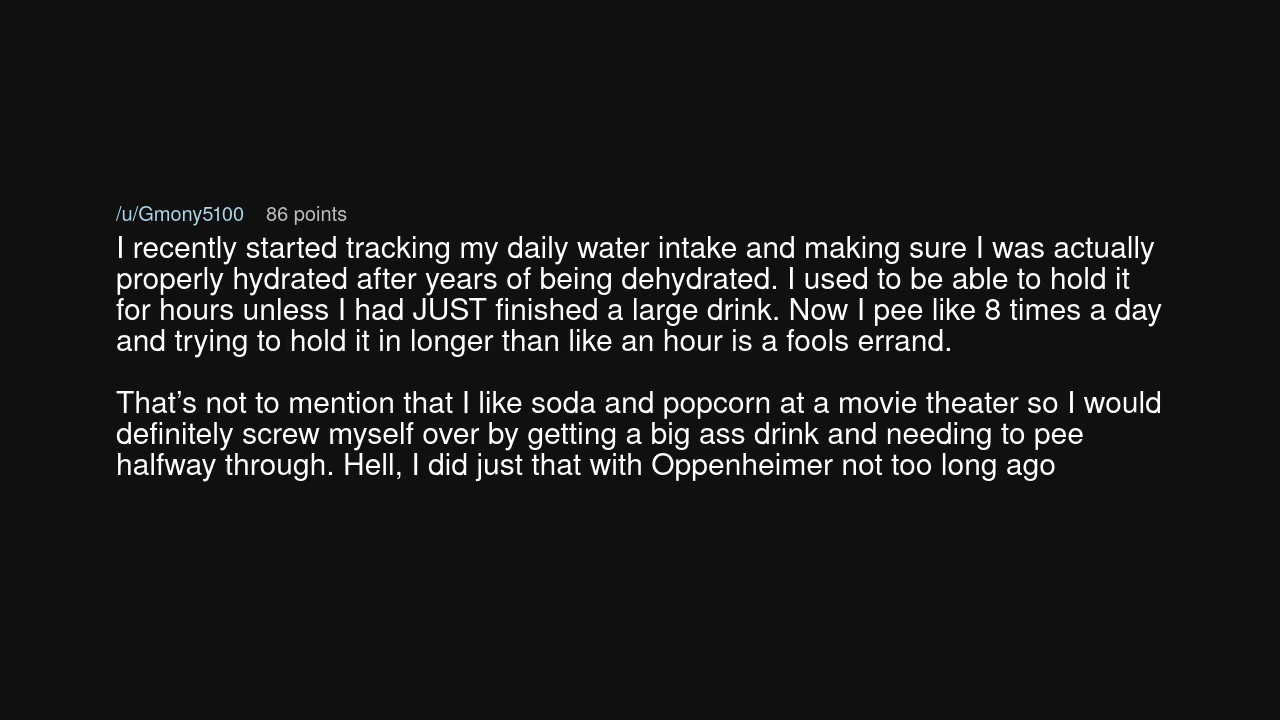 /u/Gmony5100 86 points
I recently started tracking my daily water intake and making sure I was actually
properly hydrated after years of being dehydrated. I used to be able to hold it
for hours unless I had JUST finished a large drink. Now I pee like 8 times a day
and trying to hold it in longer than like an hour is a fools errand.
That’s not to mention that I like soda and popcorn at a movie theater so I would
definitely screw myself over by getting a big ass drink and needing to pee
halfway through. Hell, I did just that with Oppenheimer not too long ago